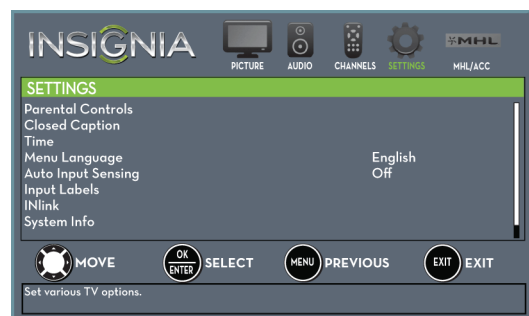 INSIGNIA
PICTURE AUDIO CHANNELS SETTINGS MHL MHL/ACC
SETTINGS
Parental Controls
Closed Caption
Time
Menu Language English
Auto Input Sensing Off
Input Labels
INlink
System Info
MOVE OK ENTER SELECT MENU PREVIOUS EXIT EXIT
Set various TV options.